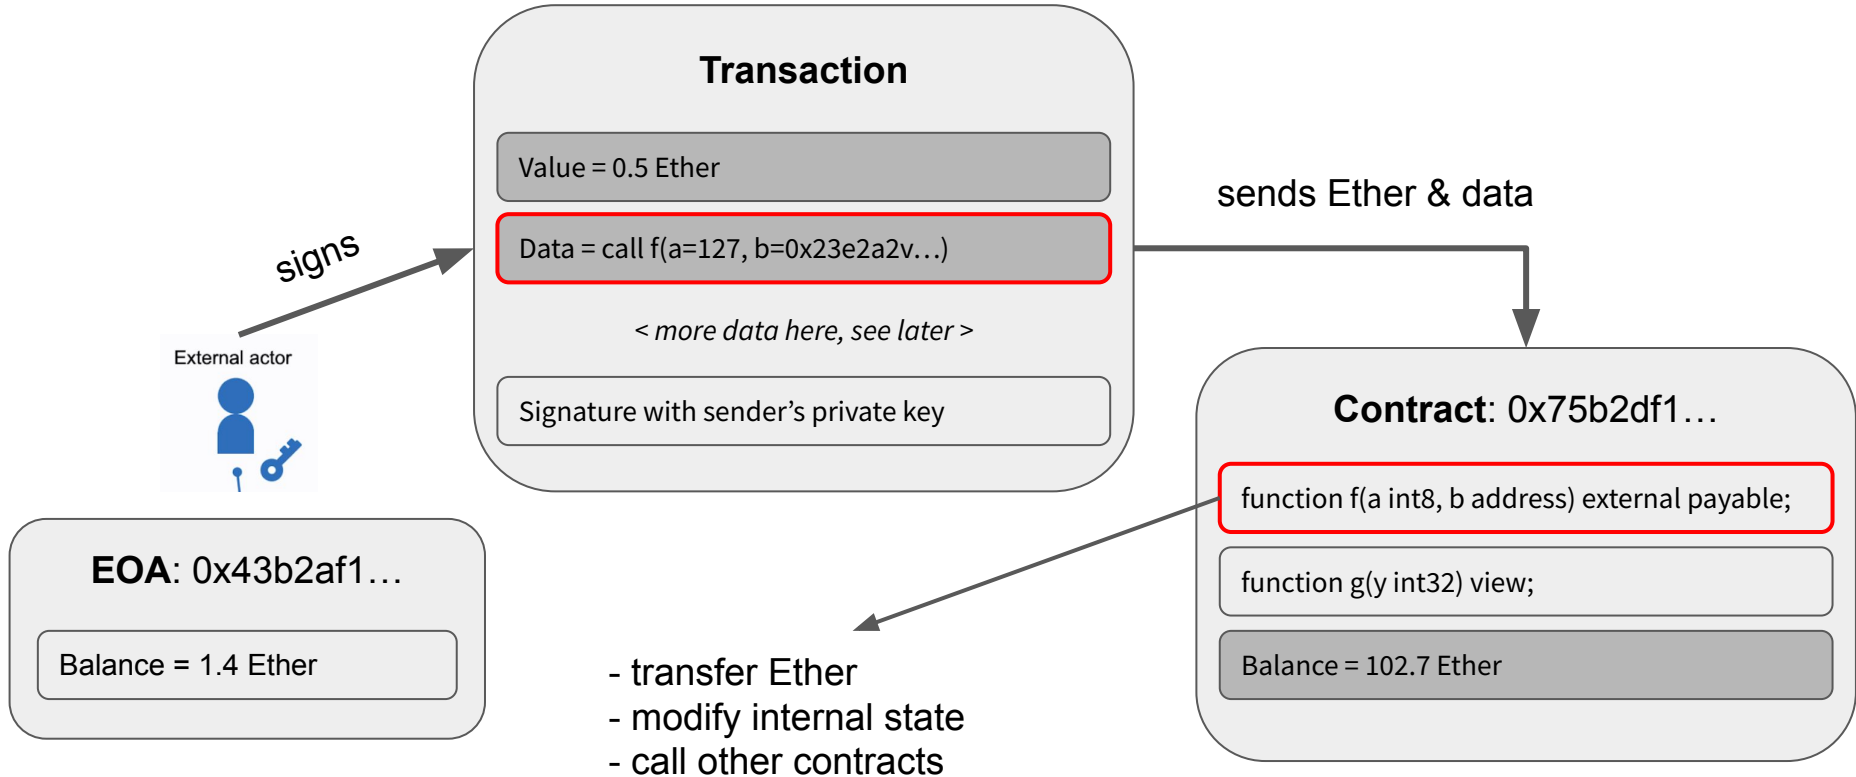 Transaction
Value = 0.5 Ether
Data = call f(a=127, b=0x23e2a2v…)
< more data here, see later >
Signature with sender’s private key
signs
sends Ether & data
External actor
EOA: 0x43b2af1…
Balance = 1.4 Ether
Contract: 0x75b2df1…
function f(a int8, b address) external payable;
function g(y int32) view;
Balance = 102.7 Ether
- transfer Ether
- modify internal state
- call other contracts